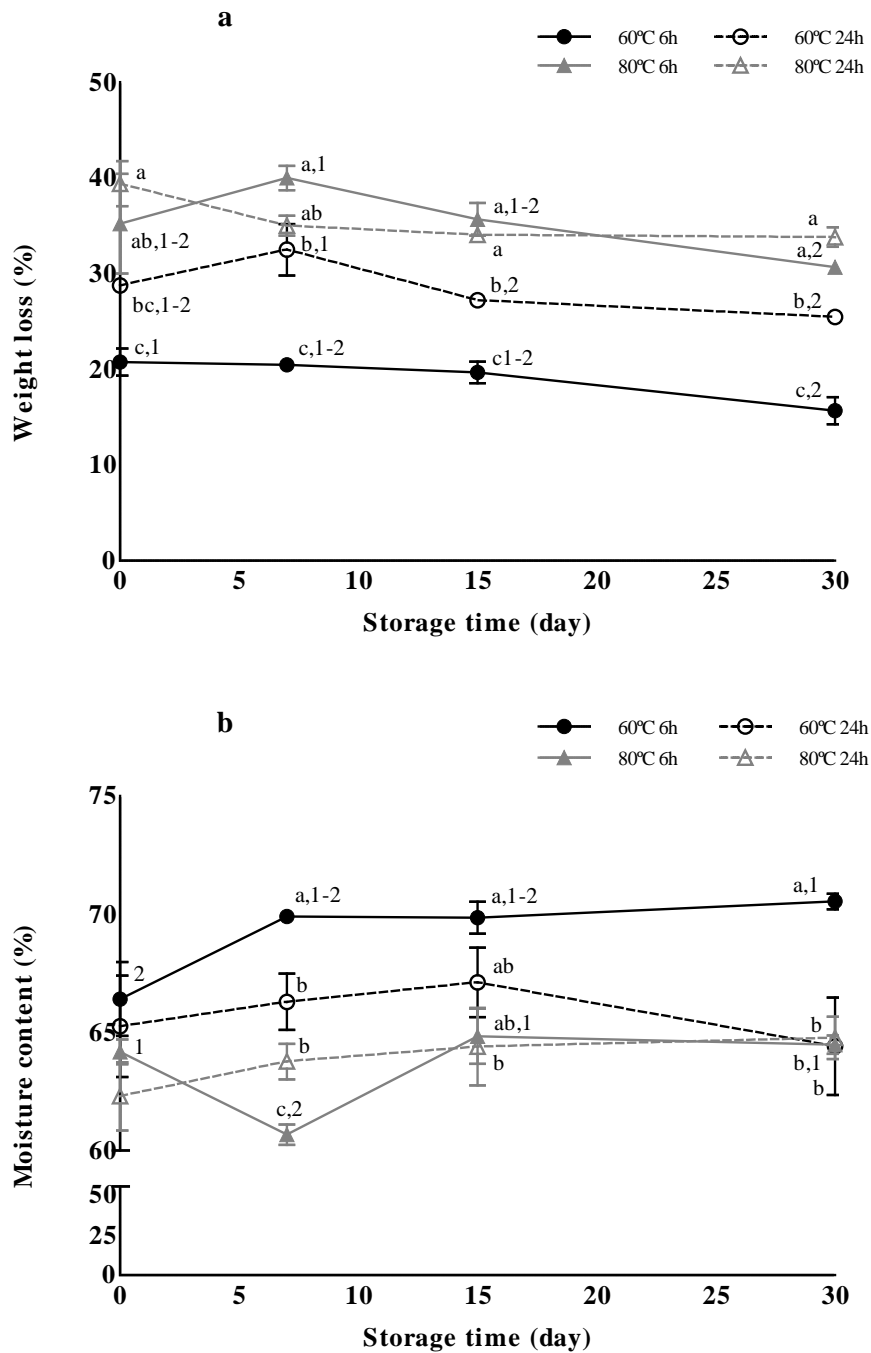 a
60ºC 6h 60ºC 24h
80ºC 6h 80ºC 24h
50
40
30
20
10
0
Weight loss (%)
a
a,1
ab
a,1-2
a
ab,1-2
b,1
a
a,2
bc,1-2
b,2
b,2
c,1
c,1-2
c1-2
c,2
0 5 10 15 20 25 30
Storage time (day)
b
60ºC 6h 60ºC 24h
80ºC 6h 80ºC 24h
75
70
65
60
50
25
0
Moisture content (%)
a,1-2
a,1-2
a,1
2
b
ab
1
b
ab,1
b
b
b,1
b
c,2
0 5 10 15 20 25 30
Storage time (day)